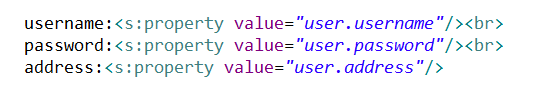 username:<s:property value="user.username"/><br>
password:<s:property value="user.password"/><br>
address:<s:property value="user.address"/>